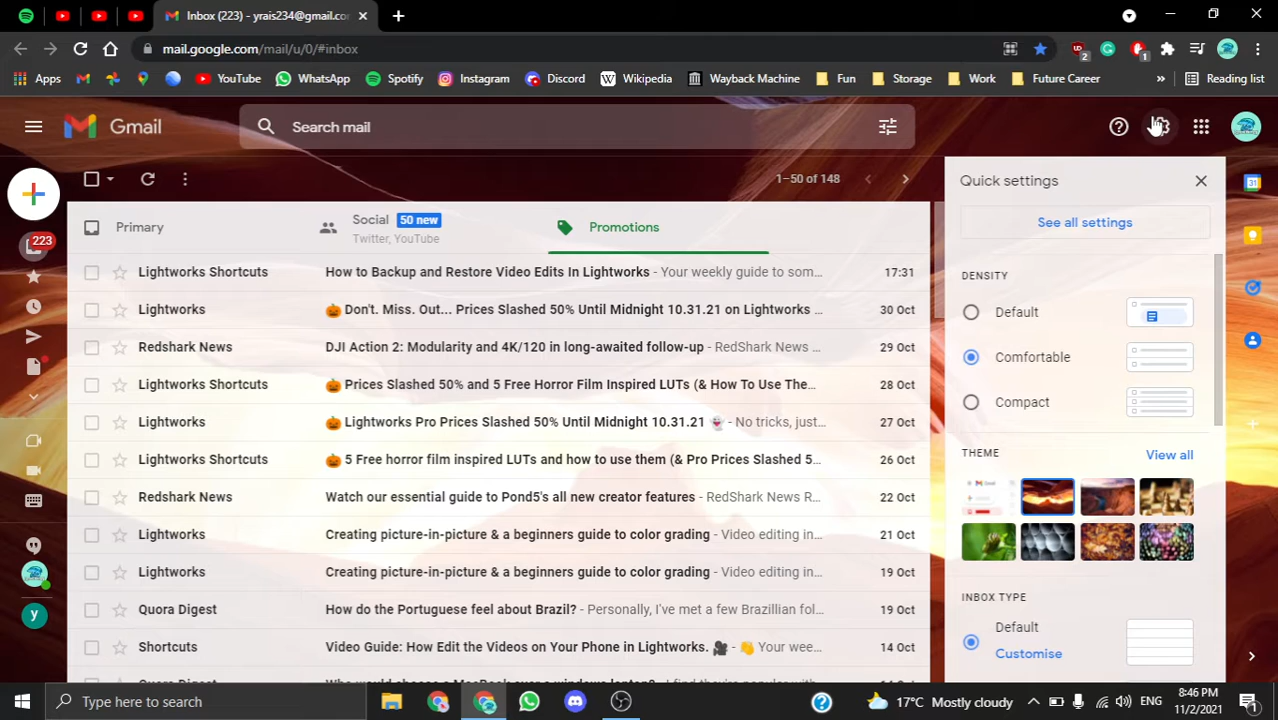 Inbox (223) - yrais234@gmail.co
mail.google.com/mail/u/0/#inbox
2
1
Apps
YouTube
WhatsApp
Spotify
Instagram
Discord
Wikipedia
Wayback Machine
Fun
Storage
Work
Future Career
Reading list
Gmail
Search mail
1–50 of 148
Quick settings
See all settings
223
Primary
Social 50 new
Twitter, YouTube
Promotions
Lightworks Shortcuts How to Backup and Restore Video Edits In Lightworks - Your weekly guide to som... 17:31
Lightworks 🎃 Don't. Miss. Out... Prices Slashed 50% Until Midnight 10.31.21 on Lightworks ... 30 Oct
Redshark News DJI Action 2: Modularity and 4K/120 in long-awaited follow-up - RedShark News ... 29 Oct
Lightworks Shortcuts 🎃 Prices Slashed 50% and 5 Free Horror Film Inspired LUTs (& How To Use The... 28 Oct
Lightworks 🎃 Lightworks Pro Prices Slashed 50% Until Midnight 10.31.21 👻 - No tricks, just... 27 Oct
Lightworks Shortcuts 🎃 5 Free horror film inspired LUTs and how to use them (& Pro Prices Slashed 5... 26 Oct
Redshark News Watch our essential guide to Pond5's all new creator features - RedShark News R... 22 Oct
Lightworks Creating picture-in-picture & a beginners guide to color grading - Video editing in... 21 Oct
Lightworks Creating picture-in-picture & a beginners guide to color grading - Video editing in... 19 Oct
Quora Digest How do the Portuguese feel about Brazil? - Personally, I've met a few Brazillian fol... 19 Oct
Shortcuts Video Guide: How Edit the Videos on Your Phone in Lightworks. 🎥 - 👋 Your wee... 14 Oct
DENSITY
Default
Comfortable
Compact
THEME
View all
INBOX TYPE
Default
Customise
y
31
Type here to search
17°C Mostly cloudy
ENG
8:46 PM
11/2/2021
1